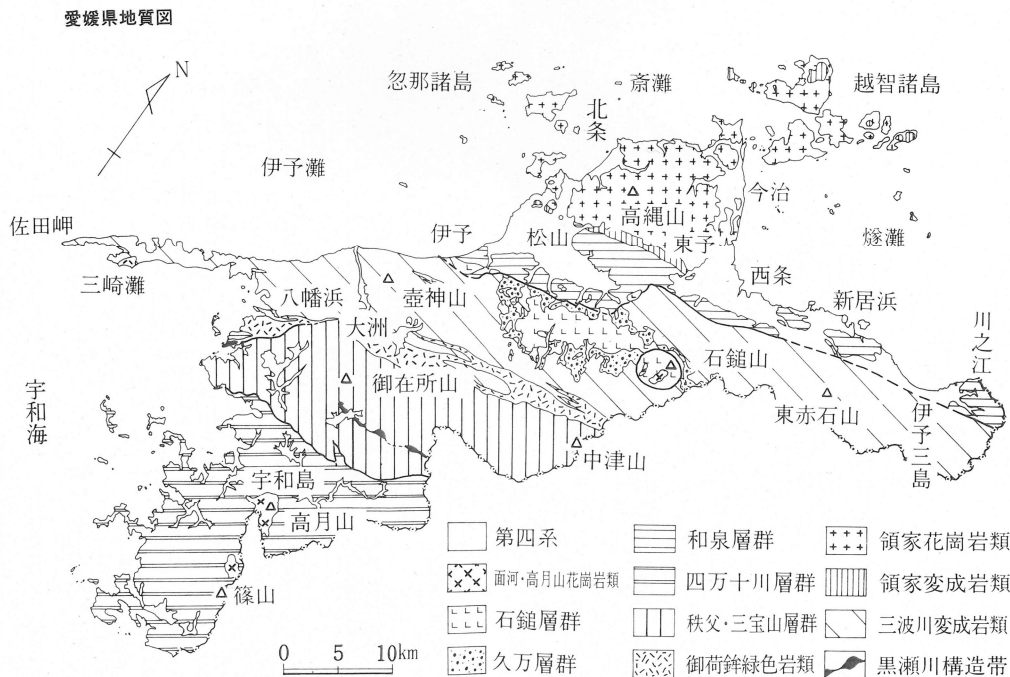 愛媛県地質図
N
忽那諸島
斎灘
越智諸島
北条
伊予灘
今治
高縄山
佐田岬
伊予
松山
東予
燧灘
三崎灘
西条
八幡浜
壺神山
新居浜
大洲
川之江
石鎚山
御在所山
宇和海
東赤石山
伊予三島
中津山
宇和島
高月山
篠山
第四系
和泉層群
領家花崗岩類
面河・高月山花崗岩類
四万十川層群
領家変成岩類
石鎚層群
秩父・三宝山層群
三波川変成岩類
久万層群
御荷鉾緑色岩類
黒瀬川構造帯
0 5 10km